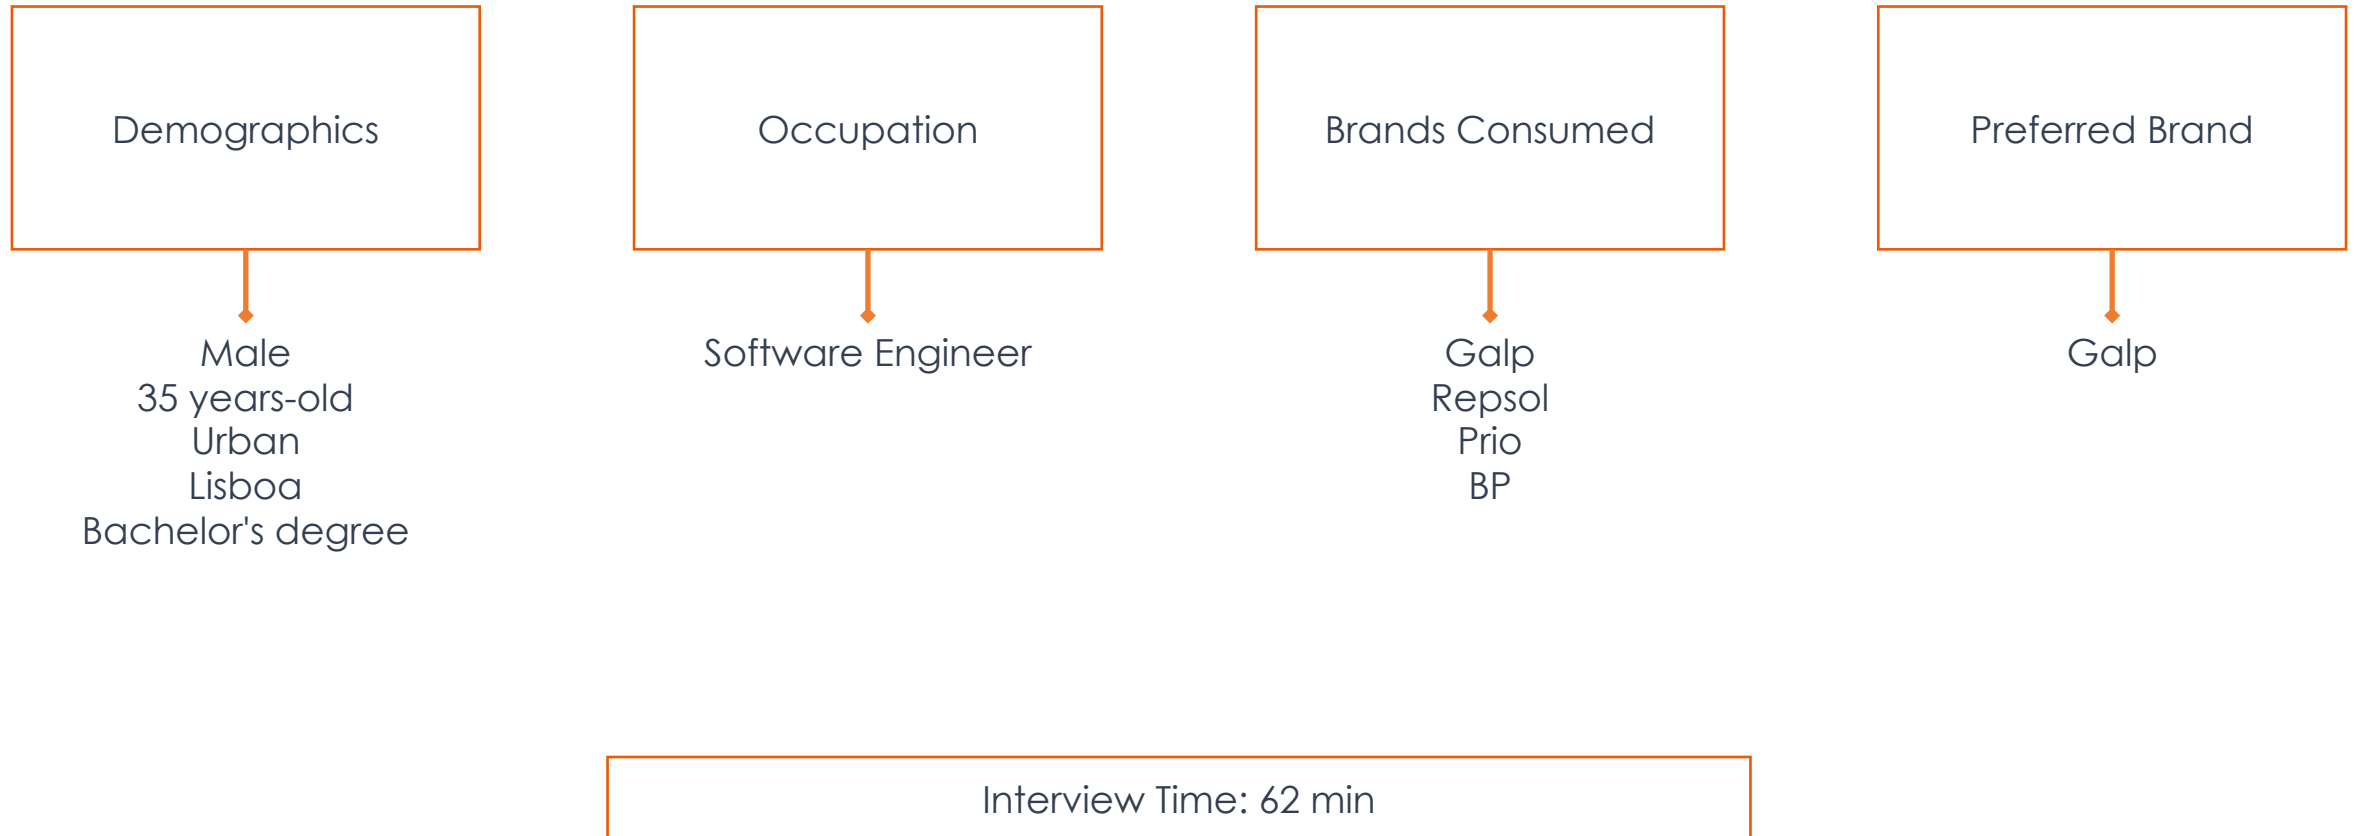 Demographics
Male
35 years-old
Urban
Lisboa
Bachelor's degree
Occupation
Software Engineer
Brands Consumed
Galp
Repsol
Prio
BP
Preferred Brand
Galp
Interview Time: 62 min